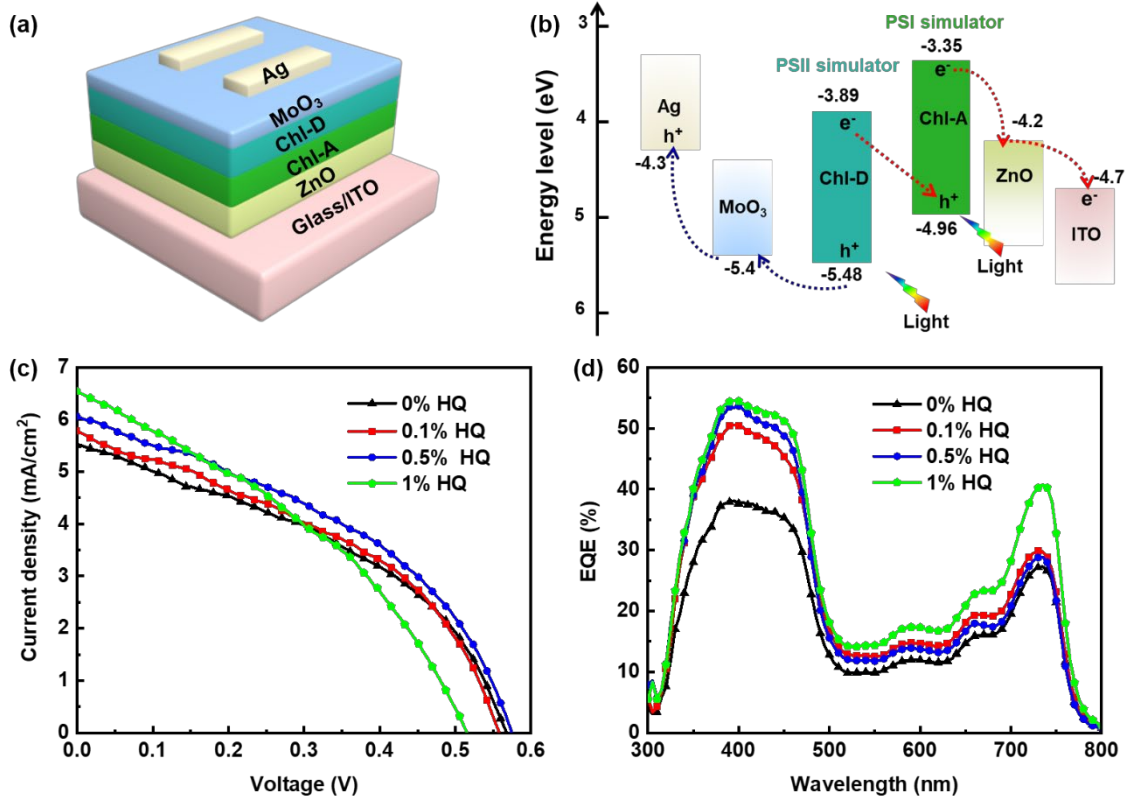 (a)
Ag
MoO3
Chl-D
Chl-A
ZnO
Glass/ITO
(b)
Energy level (eV)
3
4
5
6
PSI simulator
-3.35
PSII simulator
-3.89
e-
Chl-A
h+
-4.96
Ag
h+
-4.3
MoO3
-5.4
e-
Chl-D
h+
-5.48
-4.2
ZnO
-4.7
e-
ITO
Light
Light
(c)
Current density (mA/cm2)
7
6
5
4
3
2
1
0
0% HQ
0.1% HQ
0.5% HQ
1% HQ
0.0 0.1 0.2 0.3 0.4 0.5 0.6
Voltage (V)
(d)
EQE (%)
60
50
40
30
20
10
0
0% HQ
0.1% HQ
0.5% HQ
1% HQ
300 400 500 600 700 800
Wavelength (nm)